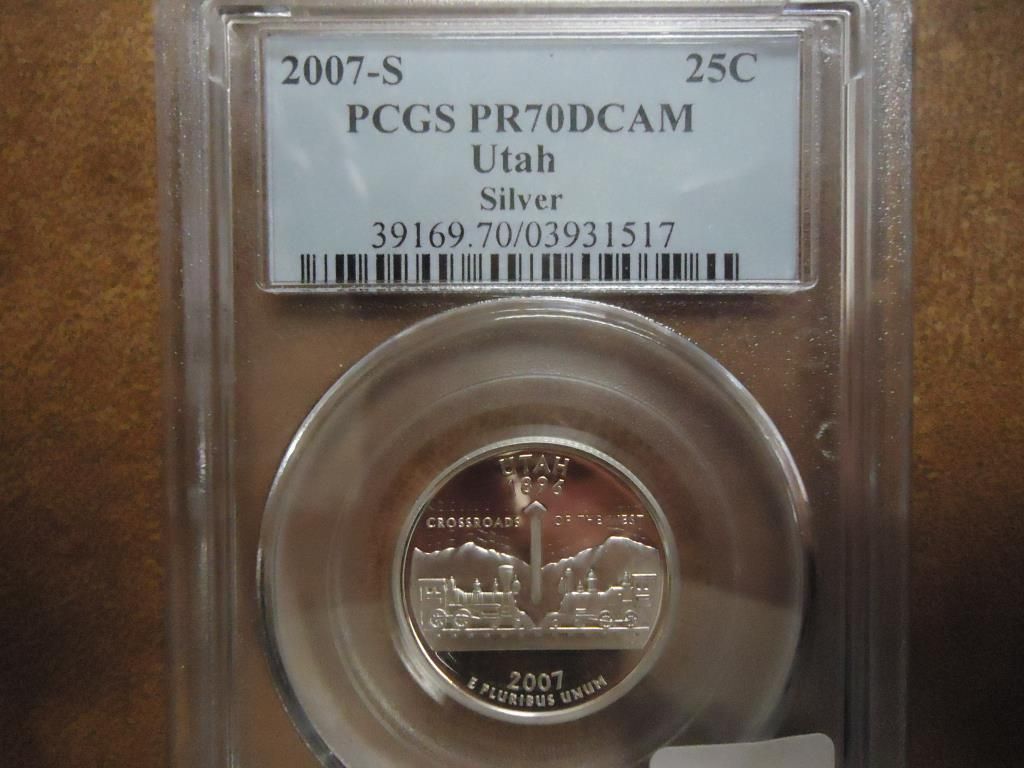 2007-S 25C
PCGS PR70DCAM
Utah
Silver
39169.70/03931517
UTAH
1896
CROSSROADS OF THE WEST
2007
E PLURIBUS UNUM